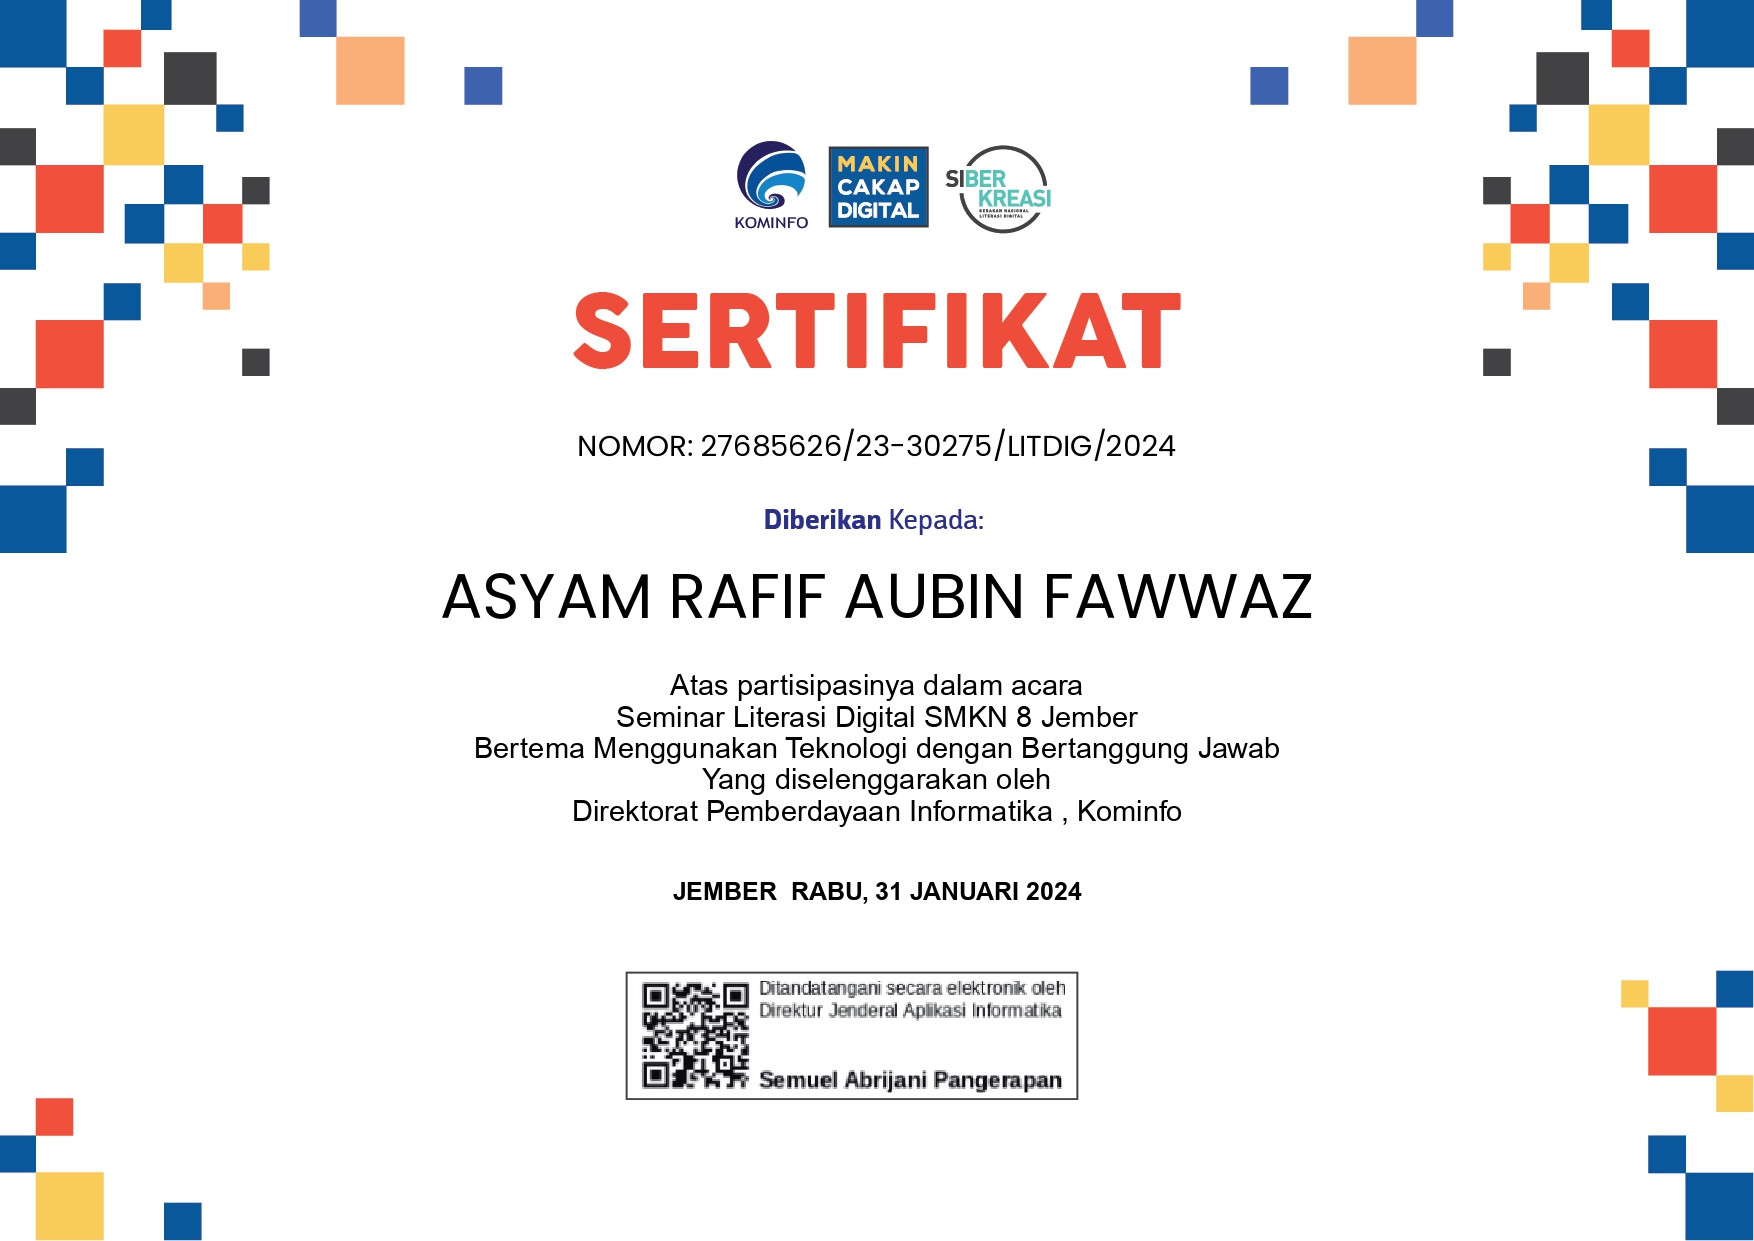 KOMINFO
MAKIN
CAKAP
DIGITAL
SIBER
KREASI
GERAKAN NASIONAL
LITERASI DIGITAL
SERTIFIKAT
NOMOR: 27685626/23-30275/LITDIG/2024
Diberikan Kepada:
ASYAM RAFIF AUBIN FAWWAZ
Atas partisipasinya dalam acara
Seminar Literasi Digital SMKN 8 Jember
Bertema Menggunakan Teknologi dengan Bertanggung Jawab
Yang diselenggarakan oleh
Direktorat Pemberdayaan Informatika , Kominfo
JEMBER  RABU, 31 JANUARI 2024
Ditandatangani secara elektronik oleh
Direktur Jenderal Aplikasi Informatika
Semuel Abrijani Pangerapan